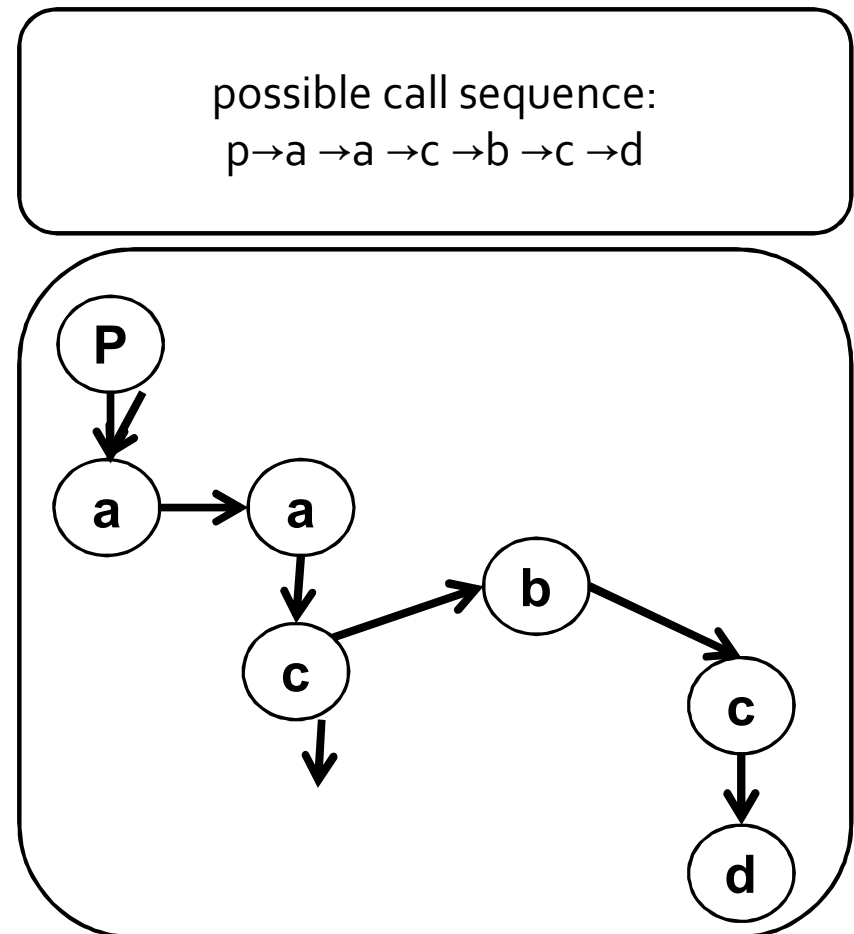 possible call sequence:
p→a →a →c →b →c →d
P
a
a
b
c
c
d